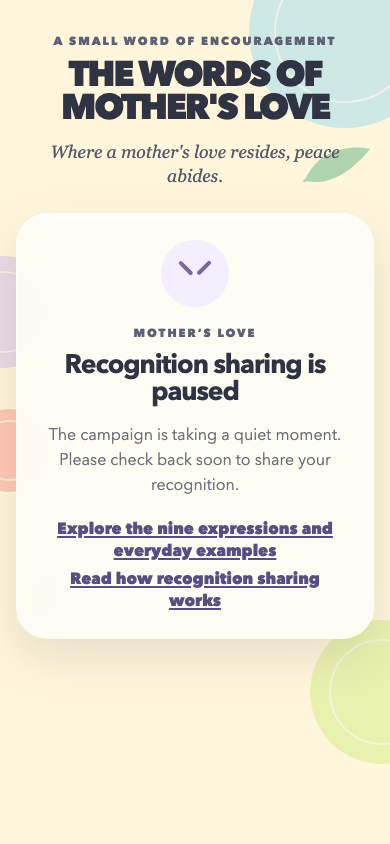 A SMALL WORD OF ENCOURAGEMENT
THE WORDS OF
MOTHER'S LOVE
Where a mother's love resides, peace
abides.
MOTHER’S LOVE
Recognition sharing is
paused
The campaign is taking a quiet moment.
Please check back soon to share your
recognition.
Explore the nine expressions and
everyday examples
Read how recognition sharing
works